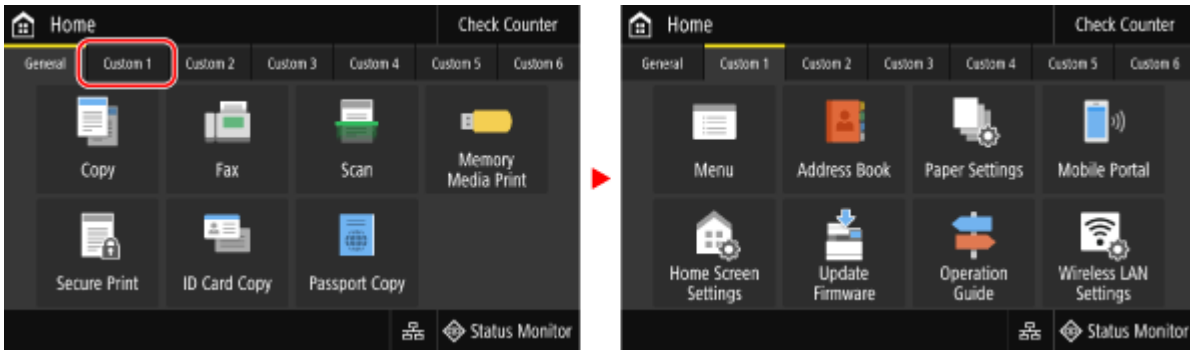 Home
Check Counter
General
Custom 1
Custom 2
Custom 3
Custom 4
Custom 5
Custom 6
Copy
Fax
Scan
Memory
Media Print
Secure Print
ID Card Copy
Passport Copy
Status Monitor
Home
Check Counter
General
Custom 1
Custom 2
Custom 3
Custom 4
Custom 5
Custom 6
Menu
Address Book
Paper Settings
Mobile Portal
Home Screen
Settings
Update
Firmware
Operation
Guide
Wireless LAN
Settings
Status Monitor